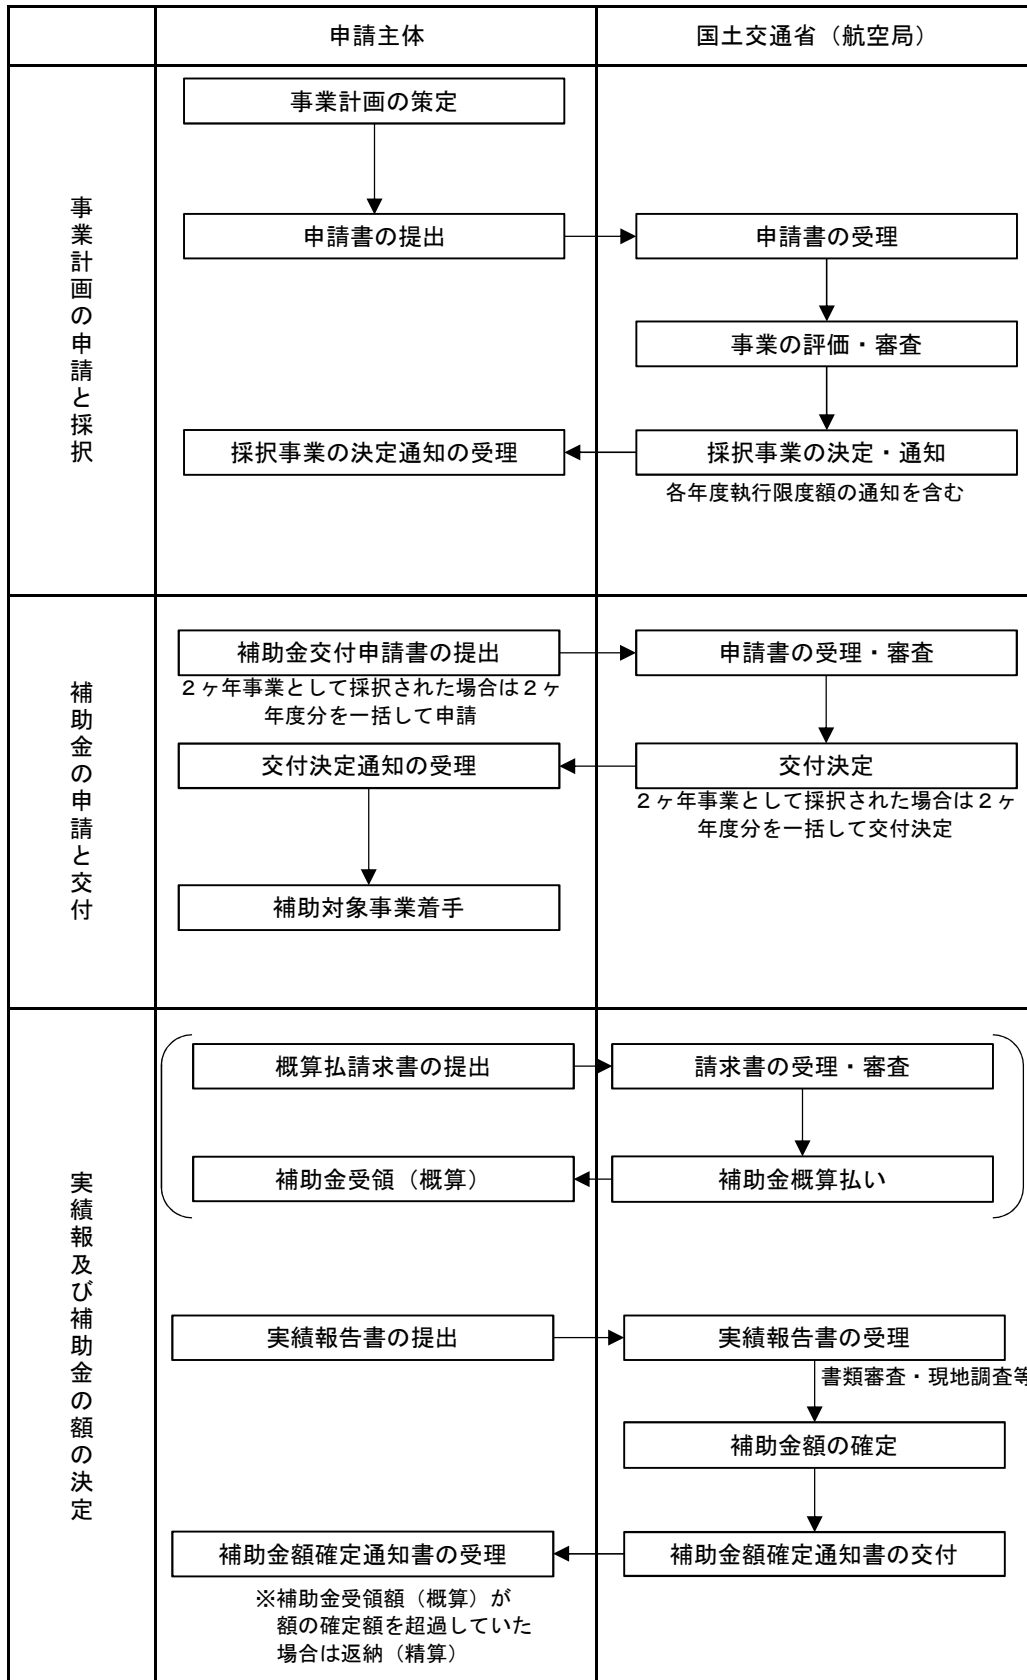 申請主体
国土交通省（航空局）
事業計画の申請と採択
事業計画の策定
申請書の提出
申請書の受理
事業の評価・審査
採択事業の決定通知の受理
採択事業の決定・通知
各年度執行限度額の通知を含む
補助金の申請と交付
補助金交付申請書の提出
申請書の受理・審査
２ヶ年事業として採択された場合は２ヶ
年度分を一括して申請
交付決定通知の受理
交付決定
２ヶ年事業として採択された場合は２ヶ
年度分を一括して交付決定
補助対象事業着手
実績報及び補助金の額の決定
概算払請求書の提出
請求書の受理・審査
補助金受領（概算）
補助金概算払い
実績報告書の提出
実績報告書の受理
書類審査・現地調査等
補助金額の確定
補助金額確定通知書の受理
補助金額確定通知書の交付
※補助金受領額（概算）が
額の確定額を超過していた
場合は返納（精算）